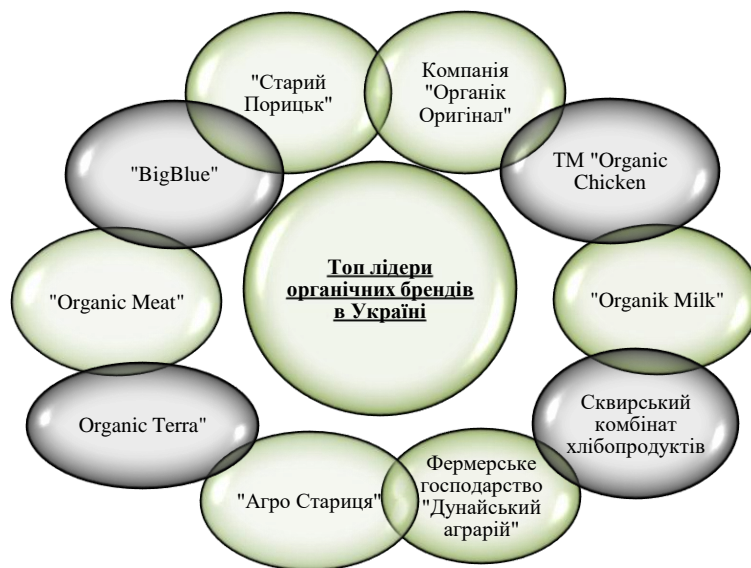 "Старий
Порицьк"
Компанія
"Органік
Оригінал"
"BigBlue"
ТМ "Organic
Chicken
Топ лідери
органічних брендів
в Україні
"Organic Meat"
"Organik Milk"
Organic Terra"
Сквирський
комбінат
хлібопродуктів
"Агро Стариця"
Фермерське
господарство
"Дунайський
аграрій"